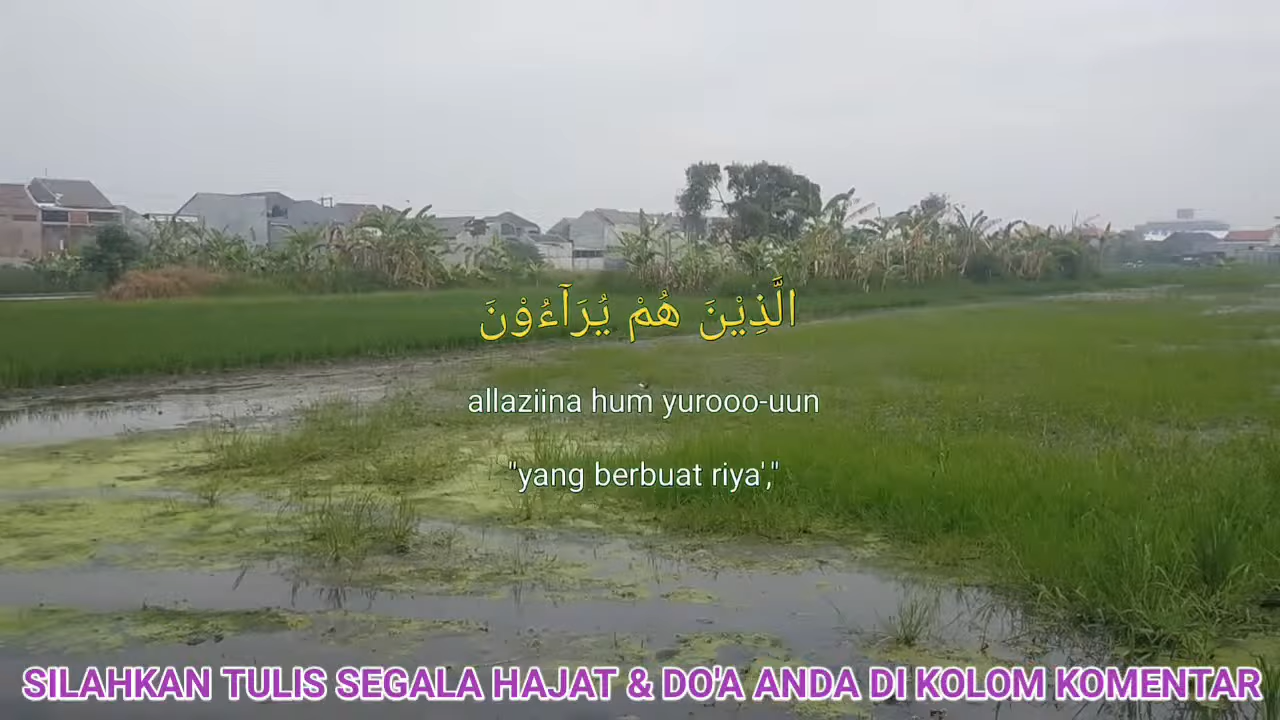 الَّذِيْنَ هُمْ يُرَآءُوْنَ
allaziina hum yurooo-uun
"yang berbuat riya',"
SILAHKAN TULIS SEGALA HAJAT & DO'A ANDA DI KOLOM KOMENTAR